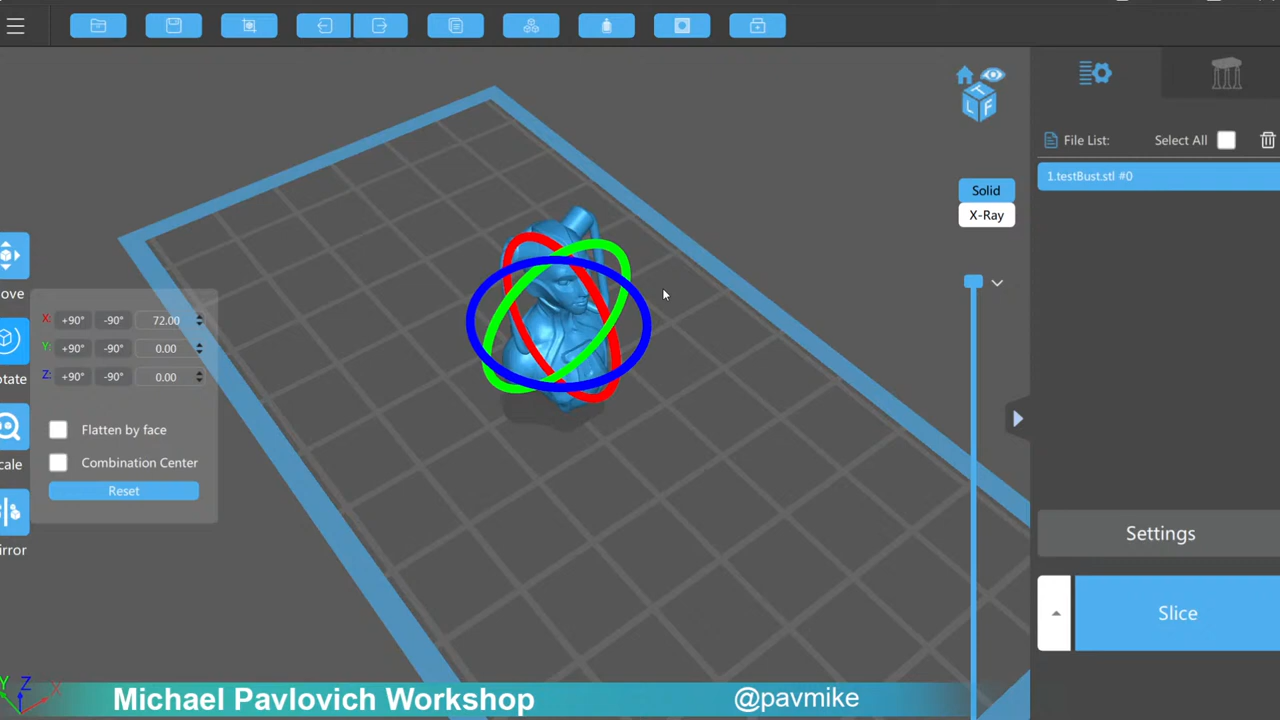 T
L F
File List: Select All
Solid
1.testBust.stl #0
X-Ray
ove
X: +90° -90° 72.00
Y: +90° -90° 0.00
otate
Z: +90° -90° 0.00
Flatten by face
cale
Combination Center
Reset
Settings
irror
Slice
Y Z X
Michael Pavlovich Workshop @pavmike